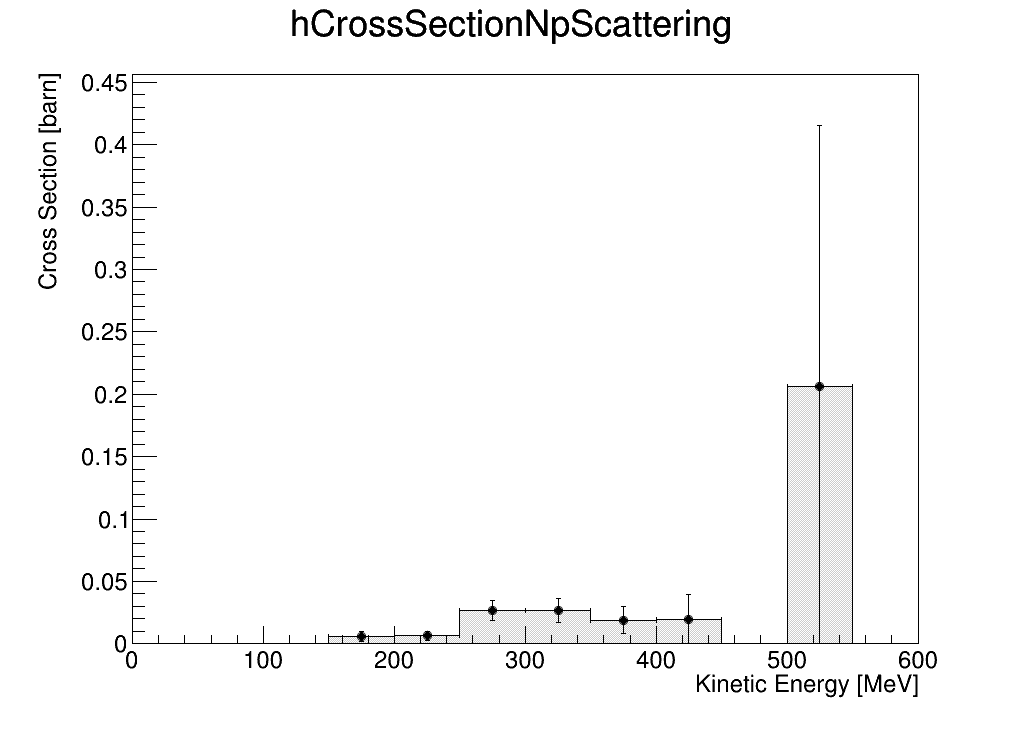 hCrossSectionNpScattering
Cross Section [barn]
0.45
0.4
0.35
0.3
0.25
0.2
0.15
0.1
0.05
0
0 100 200 300 400 500 600
Kinetic Energy [MeV]